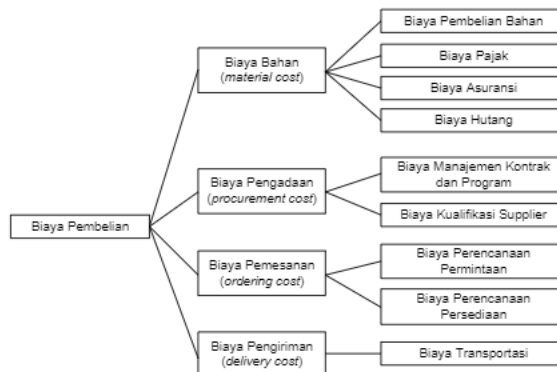 Biaya Pembelian
Biaya Bahan
(material cost)
Biaya Pembelian Bahan
Biaya Pajak
Biaya Asuransi
Biaya Hutang
Biaya Pengadaan
(procurement cost)
Biaya Manajemen Kontrak
dan Program
Biaya Kualifikasi Supplier
Biaya Pemesanan
(ordering cost)
Biaya Perencanaan
Permintaan
Biaya Perencanaan
Persediaan
Biaya Pengiriman
(delivery cost)
Biaya Transportasi